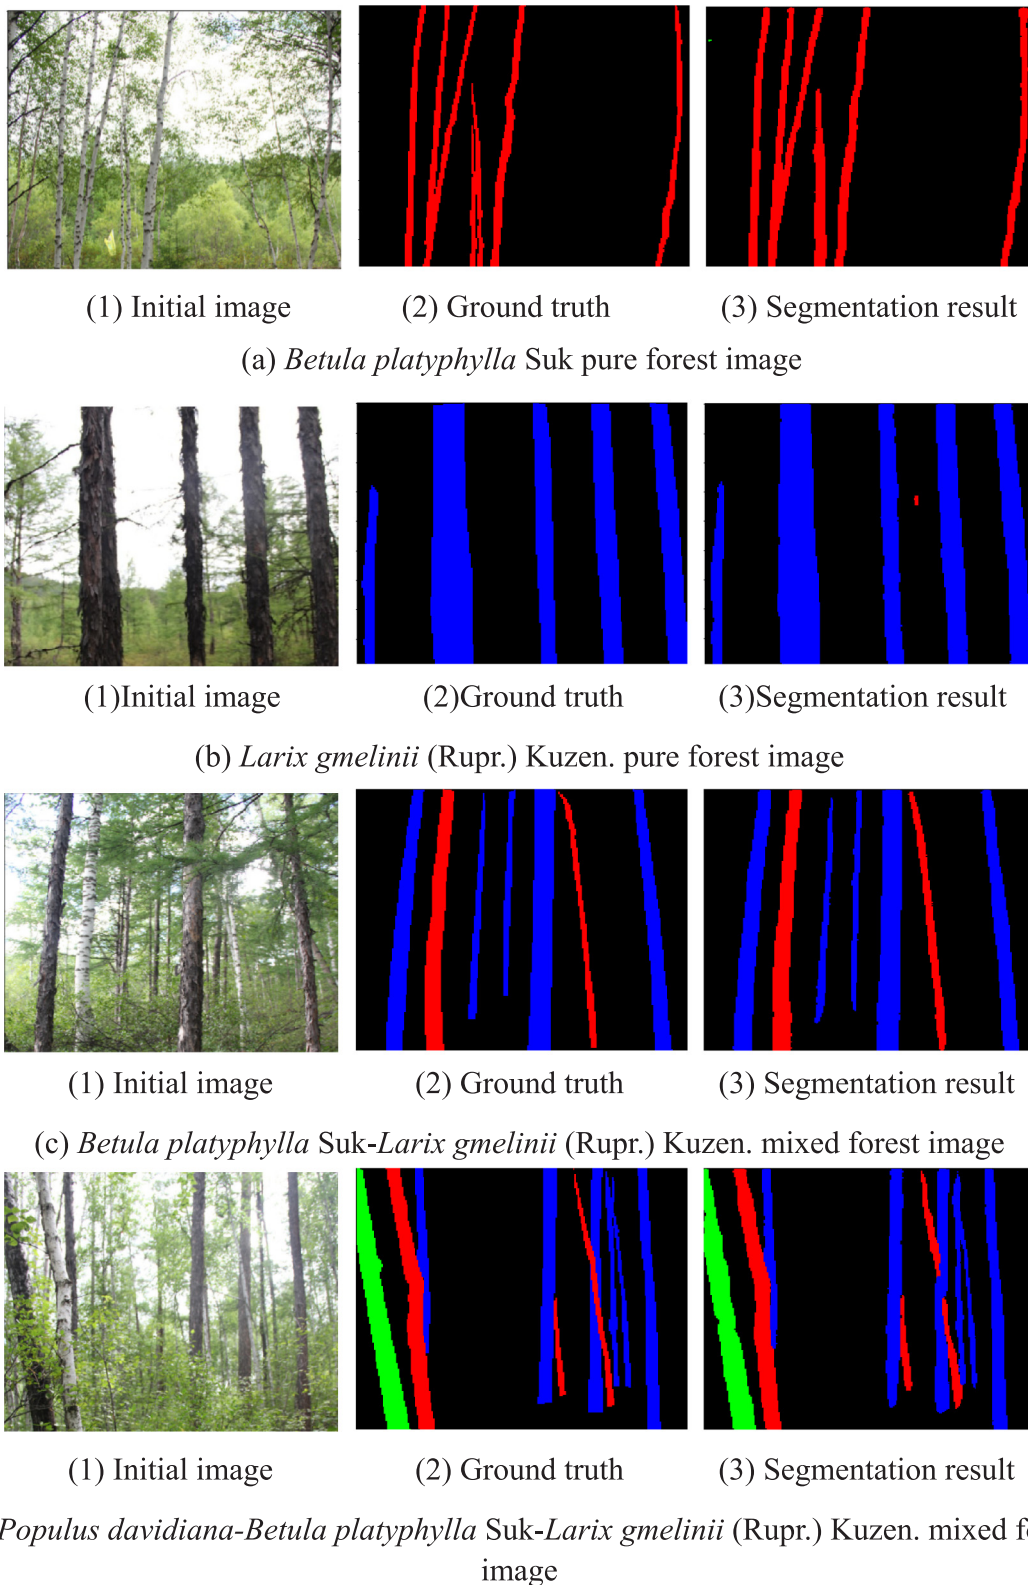 (1) Initial image (2) Ground truth (3) Segmentation result
(a) Betula platyphylla Suk pure forest image
(1)Initial image (2)Ground truth (3)Segmentation result
(b) Larix gmelinii (Rupr.) Kuzen. pure forest image
(1) Initial image (2) Ground truth (3) Segmentation result
(c) Betula platyphylla Suk-Larix gmelinii (Rupr.) Kuzen. mixed forest image
(1) Initial image (2) Ground truth (3) Segmentation result
Populus davidiana-Betula platyphylla Suk-Larix gmelinii (Rupr.) Kuzen. mixed
image